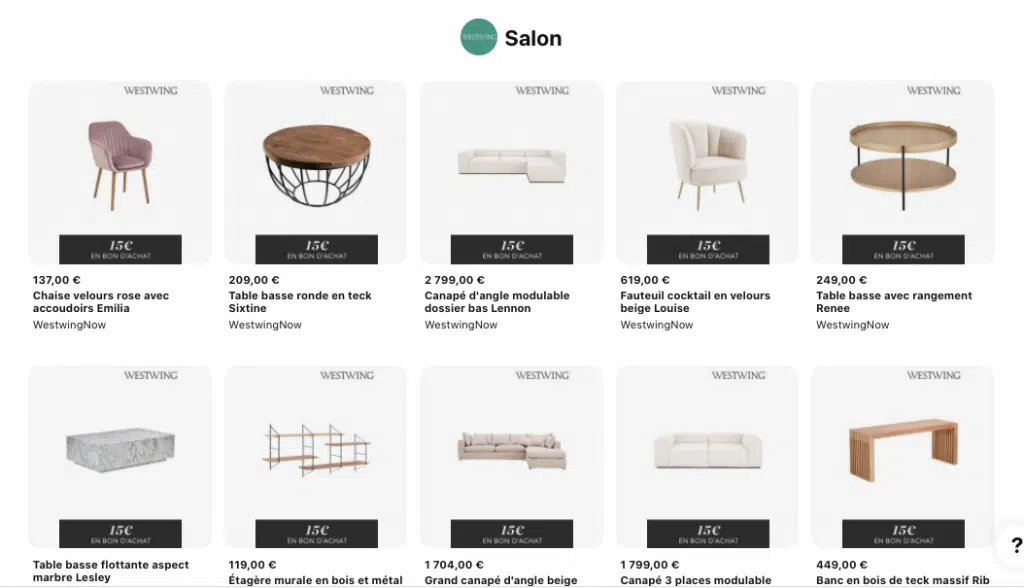 WESTWING
Salon
WESTWING WESTWING WESTWING WESTWING WESTWING
15€ 15€ 15€ 15€ 15€
EN BON D'ACHAT EN BON D'ACHAT EN BON D'ACHAT EN BON D'ACHAT EN BON D'ACHAT
137,00 €
Chaise velours rose avec
accoudoirs Emilia
WestwingNow
209,00 €
Table basse ronde en teck
Sixtine
WestwingNow
2 799,00 €
Canapé d'angle modulable
dossier bas Lennon
WestwingNow
619,00 €
Fauteuil cocktail en velours
beige Louise
WestwingNow
249,00 €
Table basse avec rangement
Renee
WestwingNow
WESTWING WESTWING WESTWING WESTWING WESTWING
15€ 15€ 15€ 15€ 15€
EN BON D'ACHAT EN BON D'ACHAT EN BON D'ACHAT EN BON D'ACHAT EN BON D'ACHAT
Table basse flottante aspect
marbre Lesley
119,00 €
Étagère murale en bois et métal
1 704,00 €
Grand canapé d'angle beige
1 799,00 €
Canapé 3 places modulable
449,00 €
Banc en bois de teck massif Rib
?